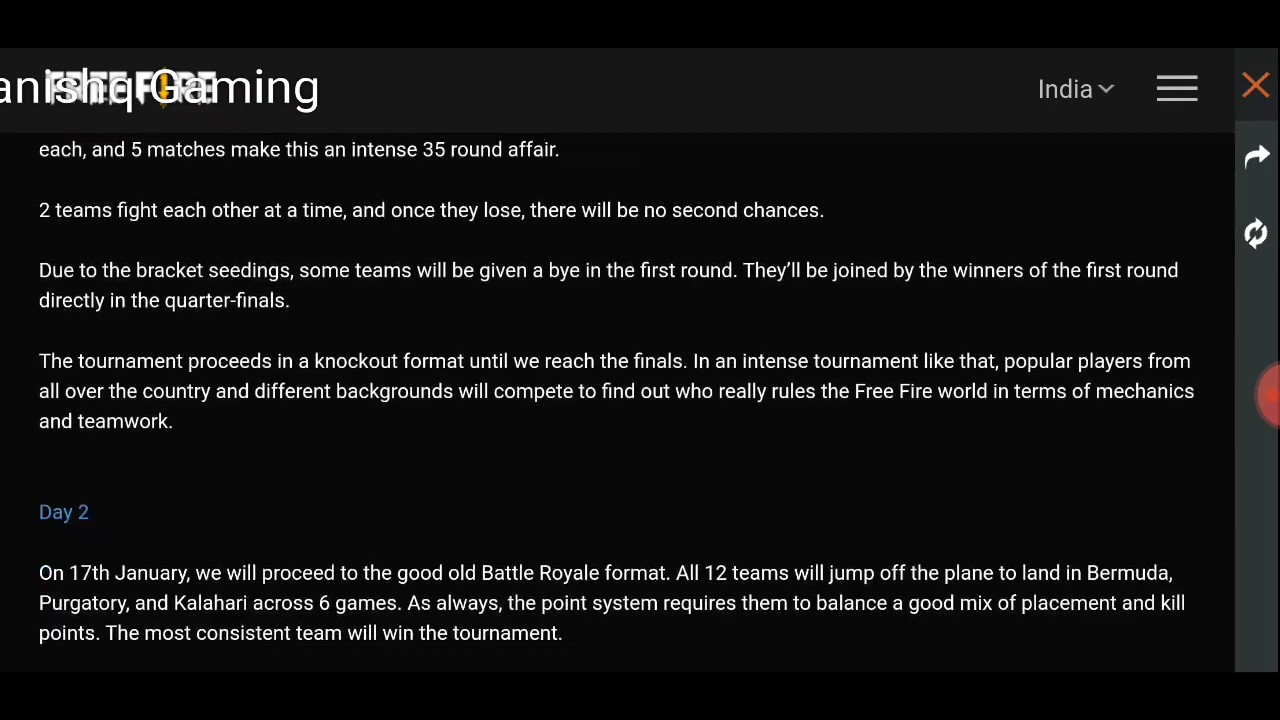 FREE FIRE
anishq Gaming
India
each, and 5 matches make this an intense 35 round affair.
2 teams fight each other at a time, and once they lose, there will be no second chances.
Due to the bracket seedings, some teams will be given a bye in the first round. They’ll be joined by the winners of the first round
directly in the quarter-finals.
The tournament proceeds in a knockout format until we reach the finals. In an intense tournament like that, popular players from
all over the country and different backgrounds will compete to find out who really rules the Free Fire world in terms of mechanics
and teamwork.
Day 2
On 17th January, we will proceed to the good old Battle Royale format. All 12 teams will jump off the plane to land in Bermuda,
Purgatory, and Kalahari across 6 games. As always, the point system requires them to balance a good mix of placement and kill
points. The most consistent team will win the tournament.